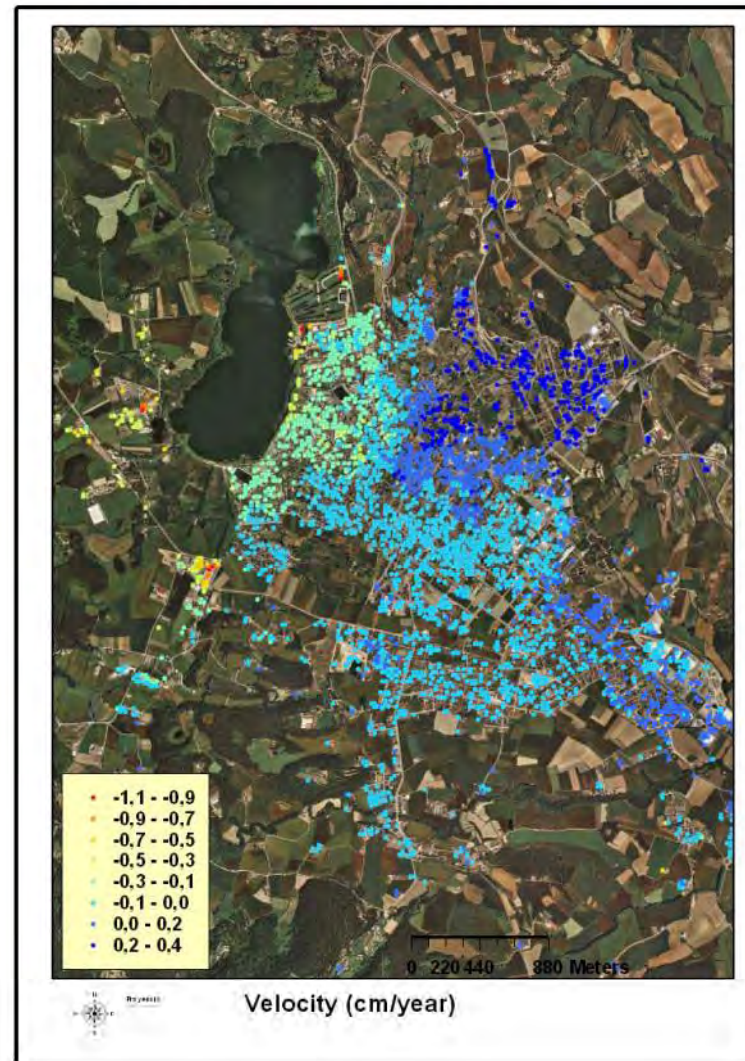 -1,1 - -0,9
-0,9 - -0,7
-0,7 - -0,5
-0,5 - -0,3
-0,3 - -0,1
-0,1 - 0,0
0,0 - 0,2
0,2 - 0,4
0 220 440 880 Meters
Velocity (cm/year)